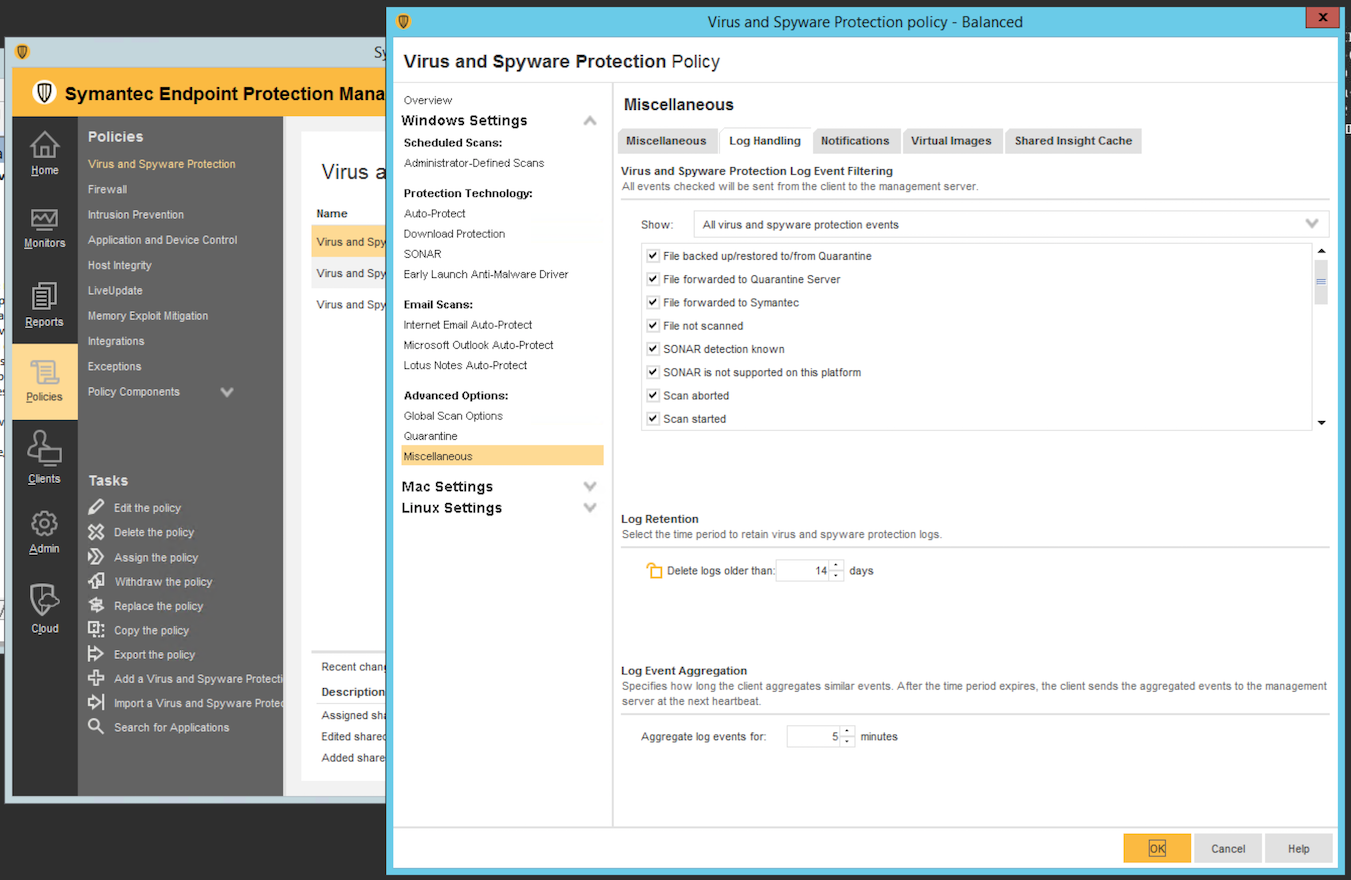 Virus and Spyware Protection policy - Balanced
X
Sy
Symantec Endpoint Protection Mana
Home
Monitors
Reports
Policies
Clients
Admin
Cloud
Policies
Virus and Spyware Protection
Firewall
Intrusion Prevention
Application and Device Control
Host Integrity
LiveUpdate
Memory Exploit Mitigation
Integrations
Exceptions
Policy Components
Tasks
Edit the policy
Delete the policy
Assign the policy
Withdraw the policy
Replace the policy
Copy the policy
Export the policy
Add a Virus and Spyware Protecti
Import a Virus and Spyware Protec
Search for Applications
Virus a
Name
Virus and Spy
Virus and Spy
Virus and Spy
Recent chang
Description
Assigned sha
Edited shared
Added share
Virus and Spyware Protection Policy
Overview
Windows Settings
Scheduled Scans:
Administrator-Defined Scans
Protection Technology:
Auto-Protect
Download Protection
SONAR
Early Launch Anti-Malware Driver
Email Scans:
Internet Email Auto-Protect
Microsoft Outlook Auto-Protect
Lotus Notes Auto-Protect
Advanced Options:
Global Scan Options
Quarantine
Miscellaneous
Mac Settings
Linux Settings
Miscellaneous
Miscellaneous Log Handling Notifications Virtual Images Shared Insight Cache
Virus and Spyware Protection Log Event Filtering
All events checked will be sent from the client to the management server.
Show: All virus and spyware protection events
File backed up/restored to/from Quarantine
File forwarded to Quarantine Server
File forwarded to Symantec
File not scanned
SONAR detection known
SONAR is not supported on this platform
Scan aborted
Scan started
Log Retention
Select the time period to retain virus and spyware protection logs.
Delete logs older than: 14 days
Log Event Aggregation
Specifies how long the client aggregates similar events. After the time period expires, the client sends the aggregated events to the management
server at the next heartbeat.
Aggregate log events for: 5 minutes
OK Cancel Help